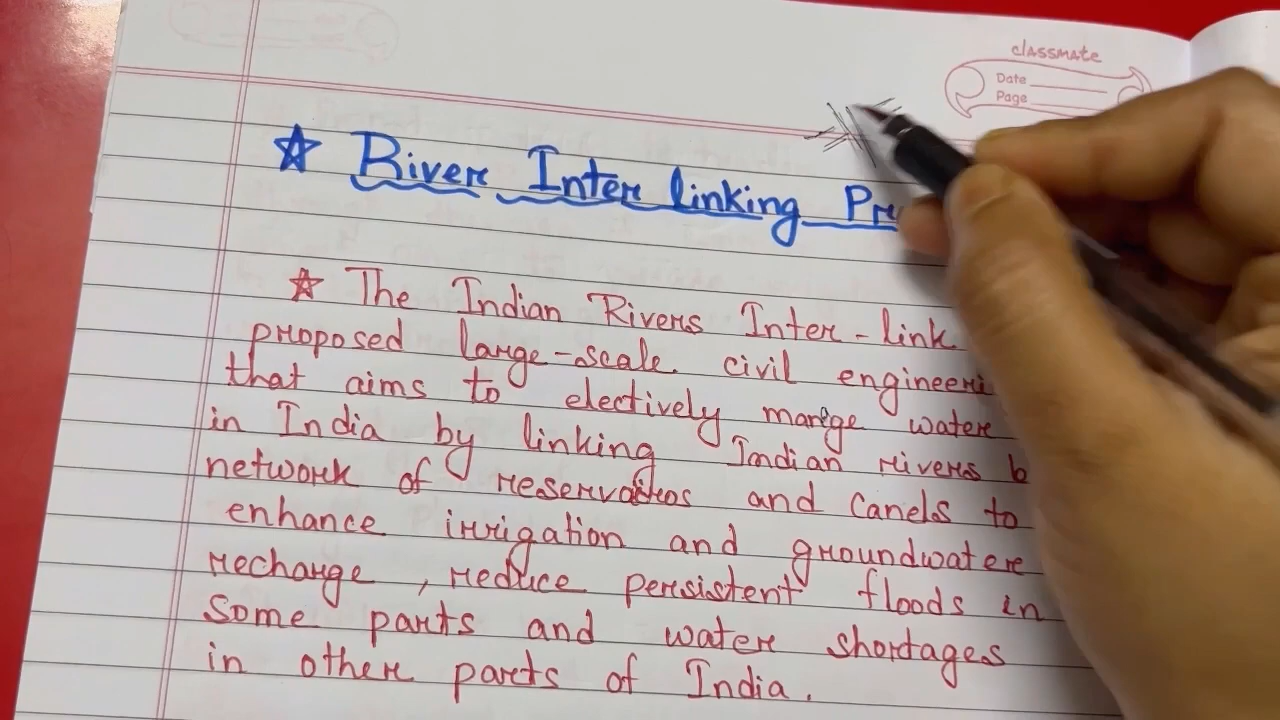 classmate
Date
Page
☆ River Inter linking Pr
☆ The Indian Rivers Inter-link
proposed large-scale civil engineeri
that aims to electively manege water
in India by linking Indian rivers b
network of and canels to
enhance irrigation and groundwater
recharge, reduce persistent floods in
some parts and water shortages
in other parts of India.